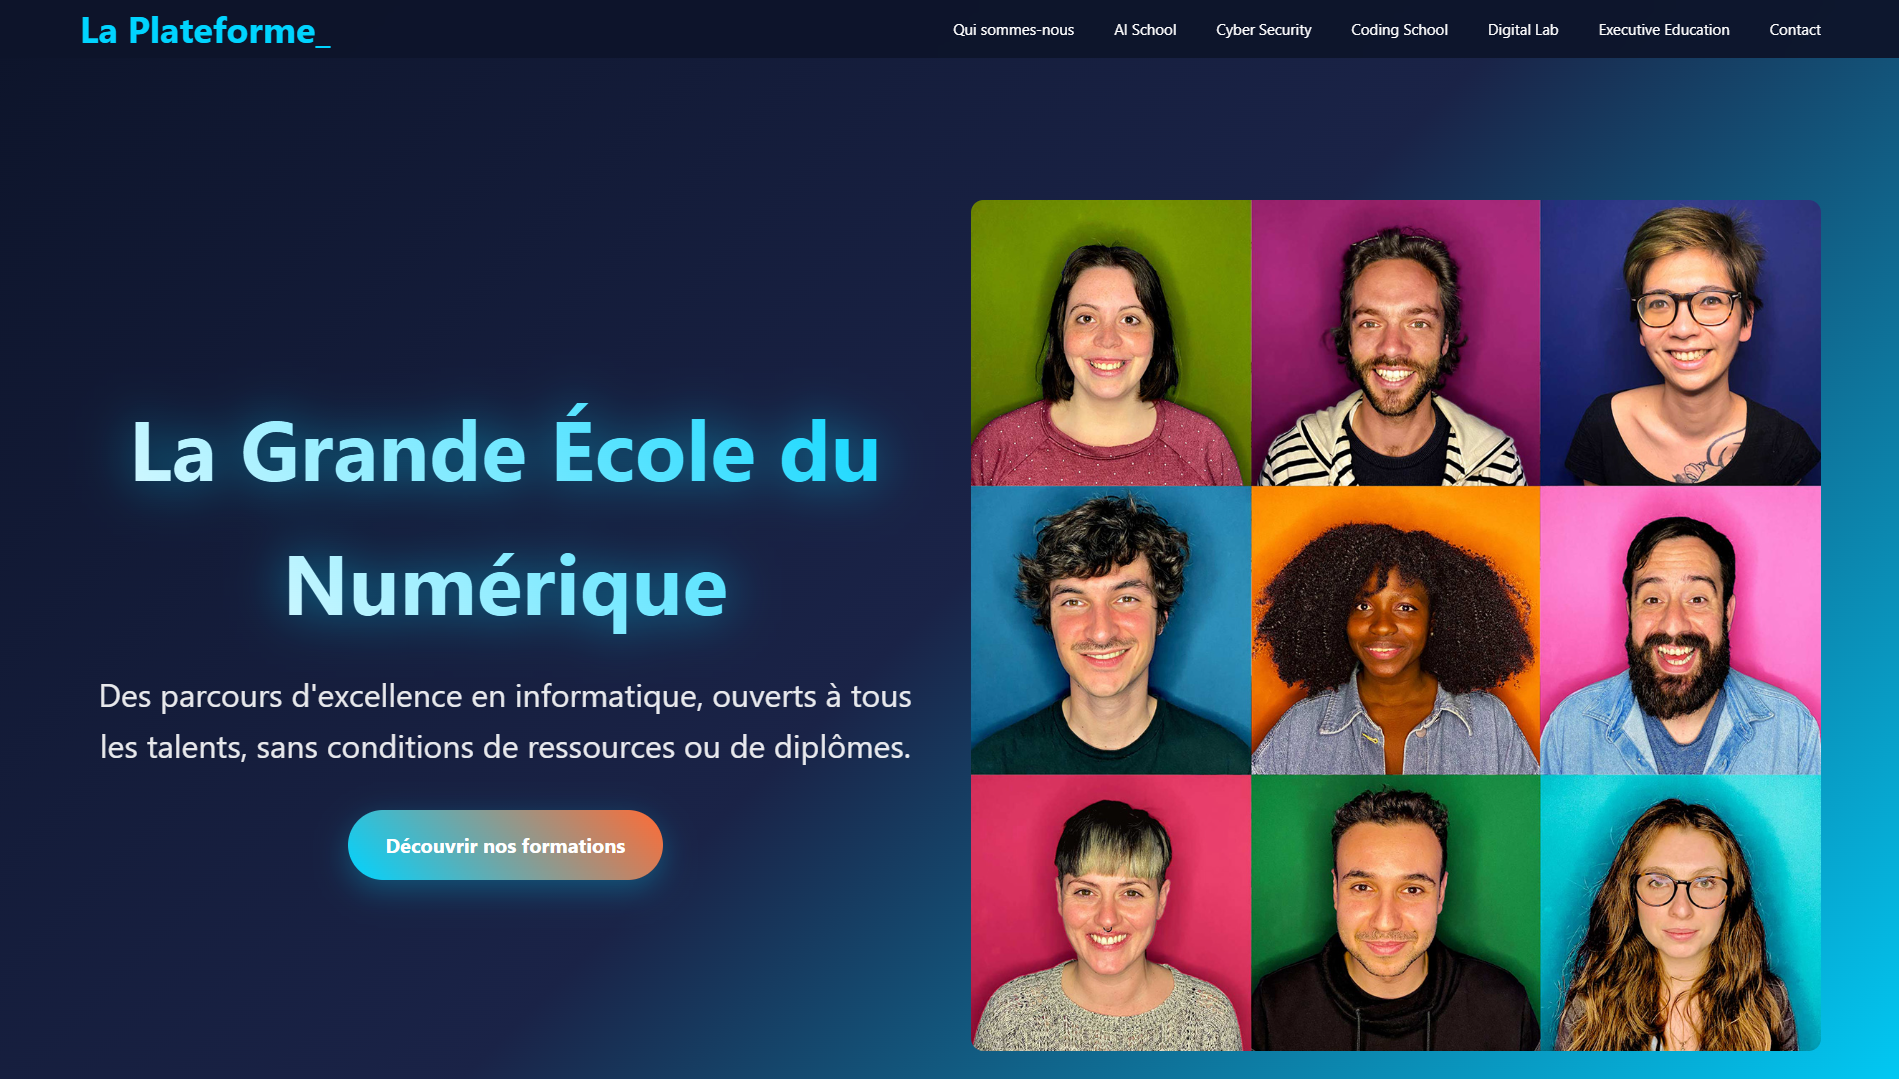 La Plateforme_
Qui sommes-nous
AI School
Cyber Security
Coding School
Digital Lab
Executive Education
Contact
La Grande École du
Numérique
Des parcours d'excellence en informatique, ouverts à tous
les talents, sans conditions de ressources ou de diplômes.
Découvrir nos formations